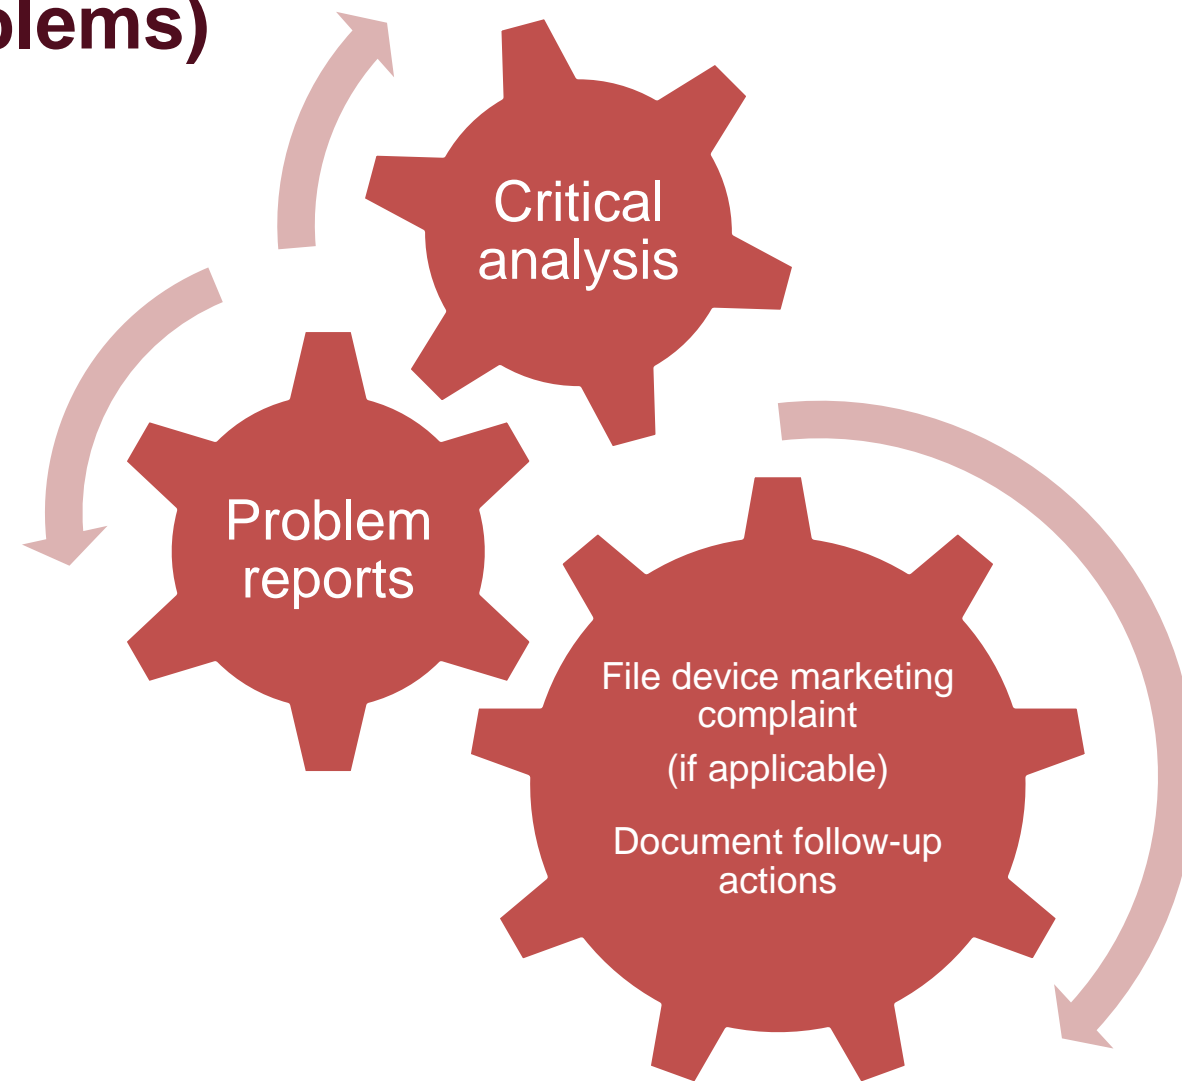 blems)
Critical
analysis
Problem
reports
File device marketing
complaint
(if applicable)
Document follow-up
actions